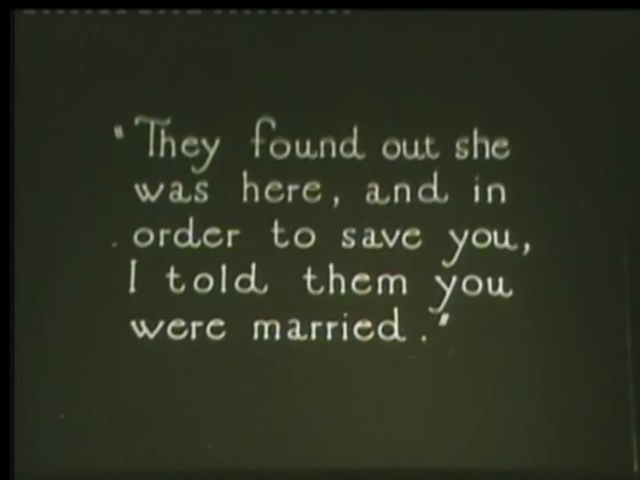 "They found out she
was here, and in
order to save you,
I told them you
were married."